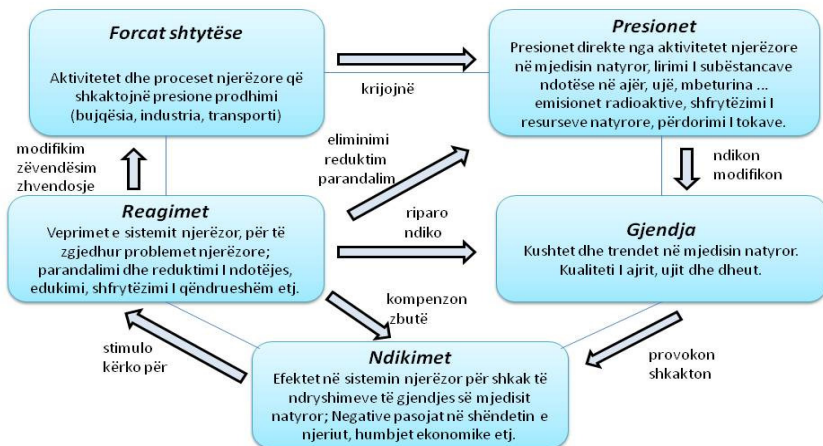 Forcat shtytëse
Aktivitetet dhe proceset njerëzore që
shkaktojnë presione prodhimi
(bujqësia, industria, transporti)
krijojnë
Presionet
Presionet direkte nga aktivitetet njerëzore
në mjedisin natyror, lirimi I subëstancave
ndotëse në ajër, ujë, mbeturina ...
emisionet radioaktive, shfrytëzimi I
resurseve natyrore, përdorimi I tokave.
modifikim
zëvendësim
zhvendosje
eliminimi
reduktim
parandalim
ndikon
modifikon
Reagimet
Veprimet e sistemit njerëzor, për të
zgjedhur problemet njerëzore;
parandalimi dhe reduktimi I ndotëjes,
edukimi, shfrytëzimi I qëndrueshëm etj.
riparo
ndiko
Gjendja
Kushtet dhe trendet në mjedisin natyror.
Kualiteti I ajrit, ujit dhe dheut.
kompenzon
zbutë
stimulo
kërko për
Ndikimet
Efektet në sistemin njerëzor për shkak të
ndryshimeve të gjendjes së mjedisit
natyror; Negative pasojat në shëndetin e
njeriut, humbjet ekonomike etj.
provokon
shkakton